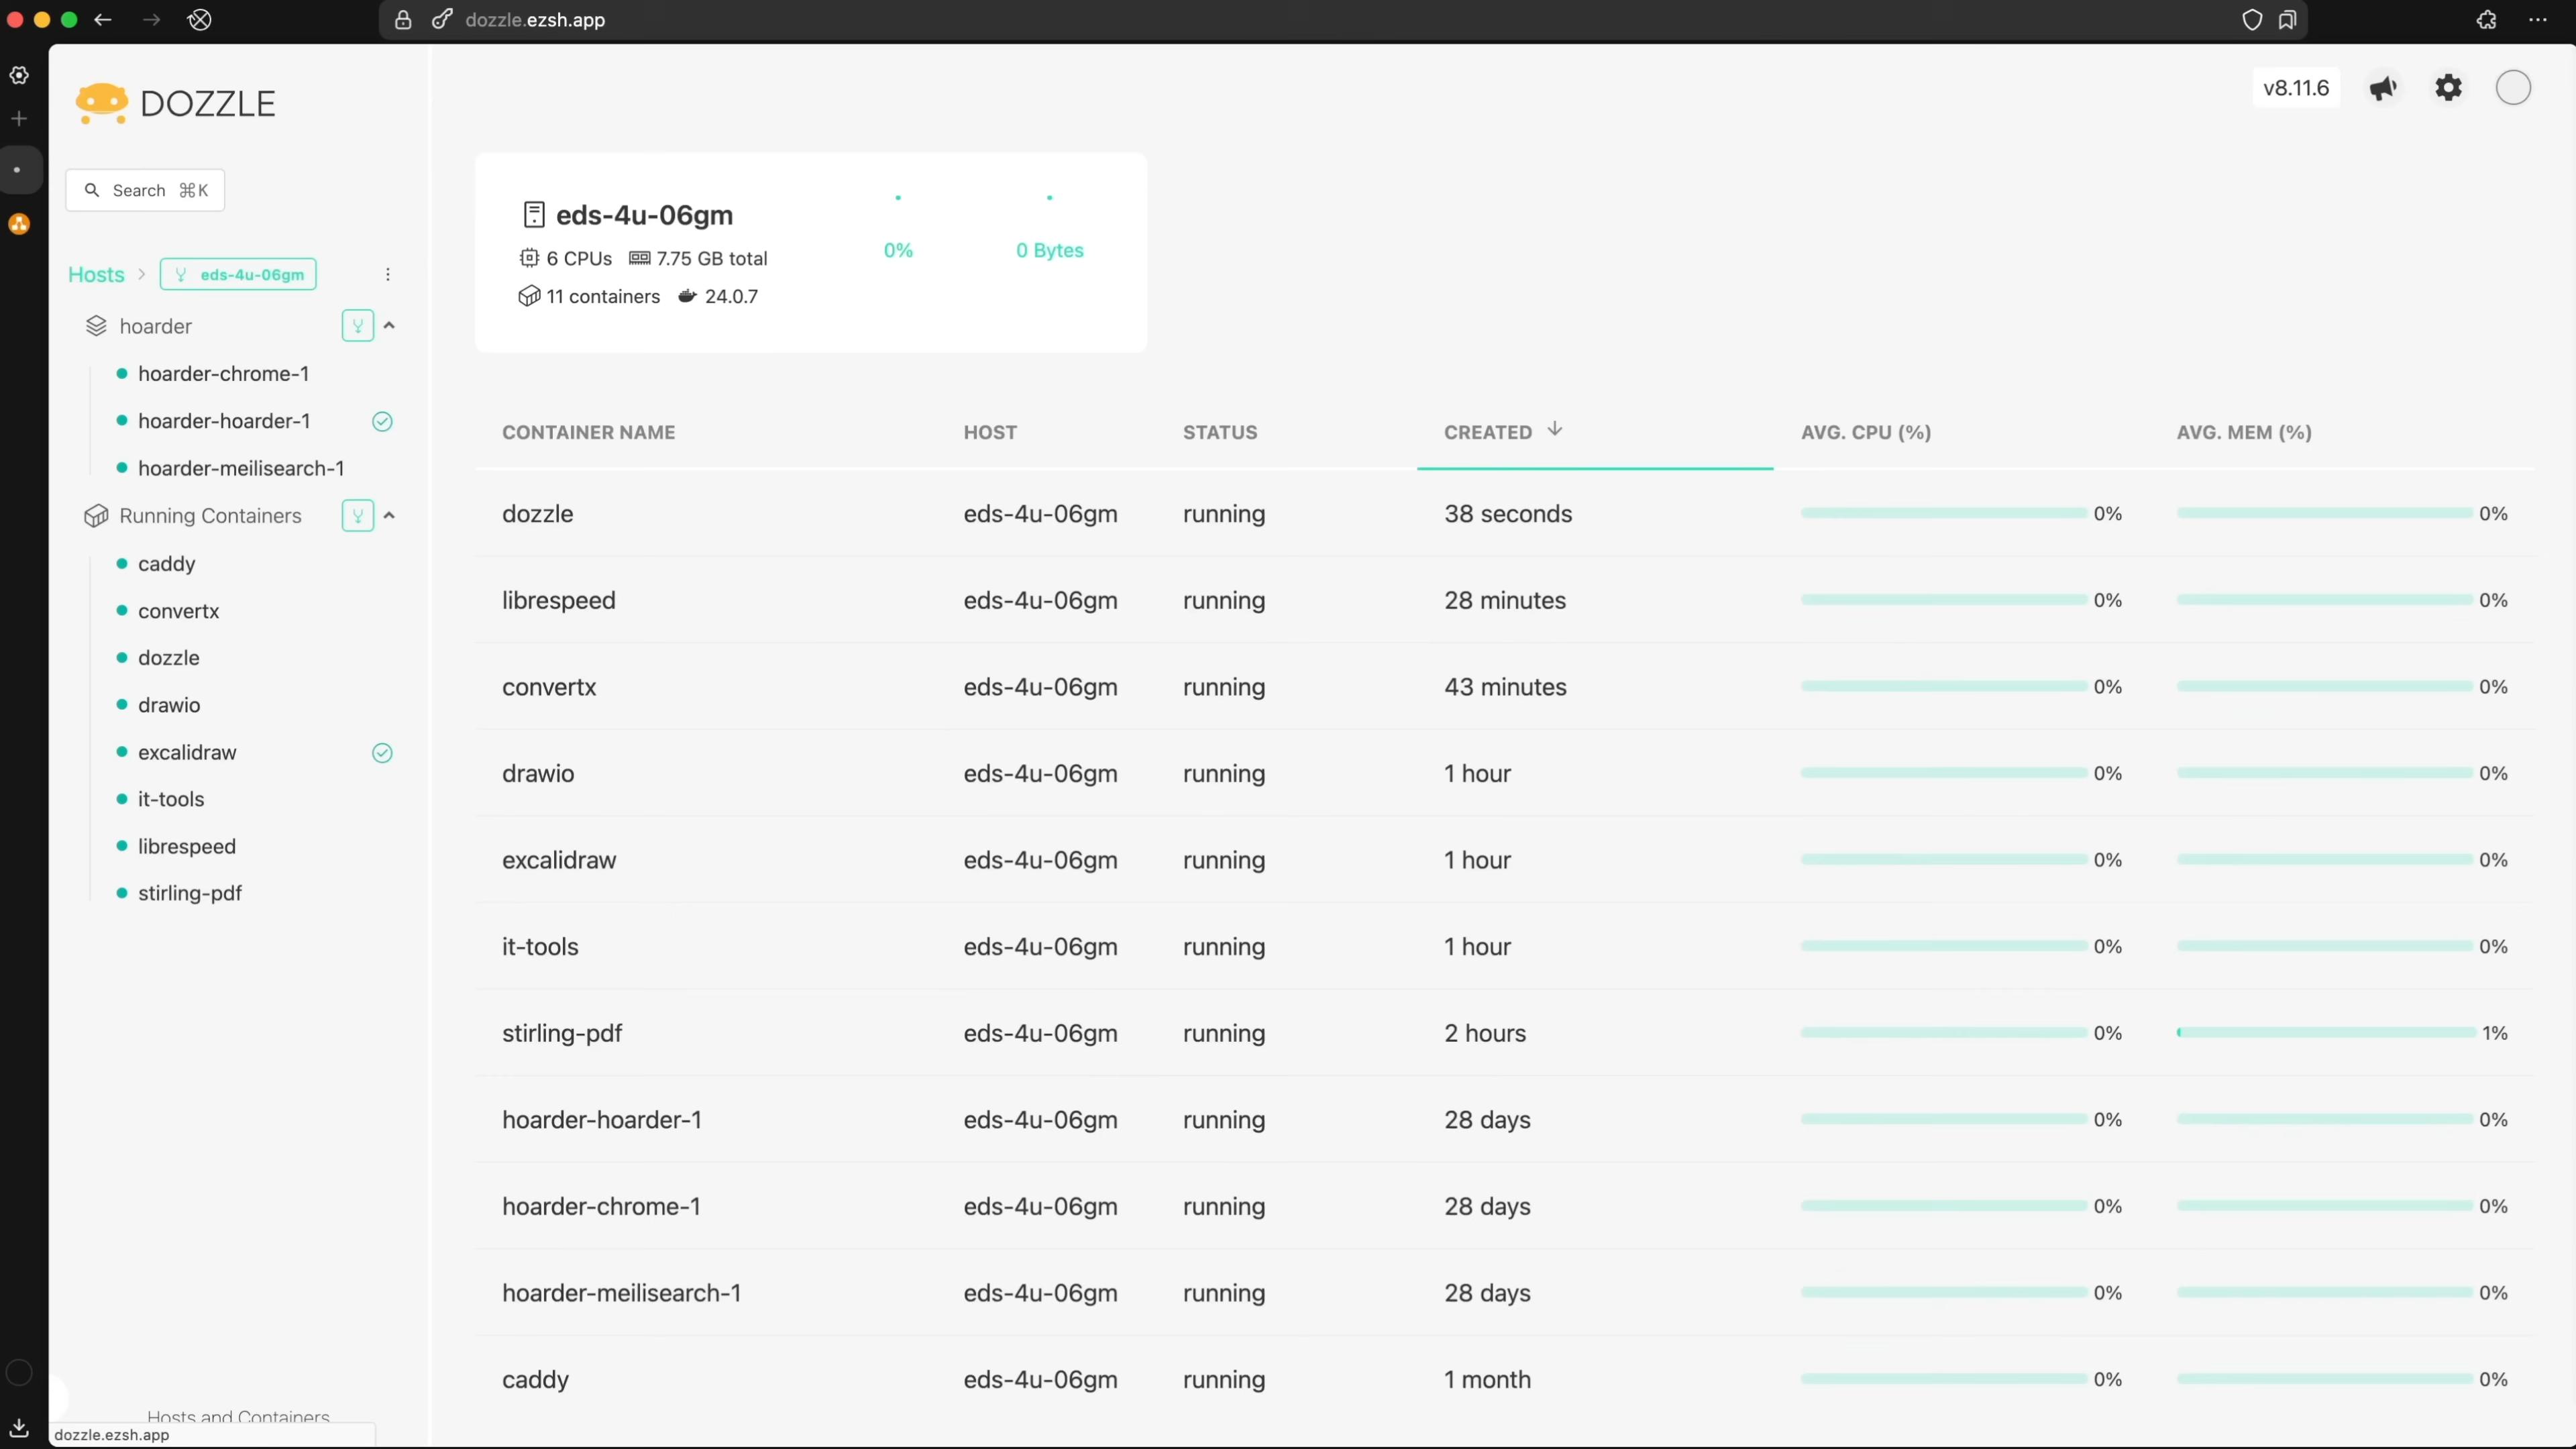 dozzle.ezsh.app
DOZZLE
v8.11.6
Search ⌘K
Hosts > eds-4u-06gm
hoarder
hoarder-chrome-1
hoarder-hoarder-1
hoarder-meilisearch-1
Running Containers
caddy
convertx
dozzle
drawio
excalidraw
it-tools
librespeed
stirling-pdf
Hosts and Containers
dozzle.ezsh.app
eds-4u-06gm
6 CPUs 7.75 GB total
11 containers 24.0.7
0% 0 Bytes
CONTAINER NAME HOST STATUS CREATED AVG. CPU (%) AVG. MEM (%)
dozzle eds-4u-06gm running 38 seconds 0% 0%
librespeed eds-4u-06gm running 28 minutes 0% 0%
convertx eds-4u-06gm running 43 minutes 0% 0%
drawio eds-4u-06gm running 1 hour 0% 0%
excalidraw eds-4u-06gm running 1 hour 0% 0%
it-tools eds-4u-06gm running 1 hour 0% 0%
stirling-pdf eds-4u-06gm running 2 hours 0% 1%
hoarder-hoarder-1 eds-4u-06gm running 28 days 0% 0%
hoarder-chrome-1 eds-4u-06gm running 28 days 0% 0%
hoarder-meilisearch-1 eds-4u-06gm running 28 days 0% 0%
caddy eds-4u-06gm running 1 month 0% 0%